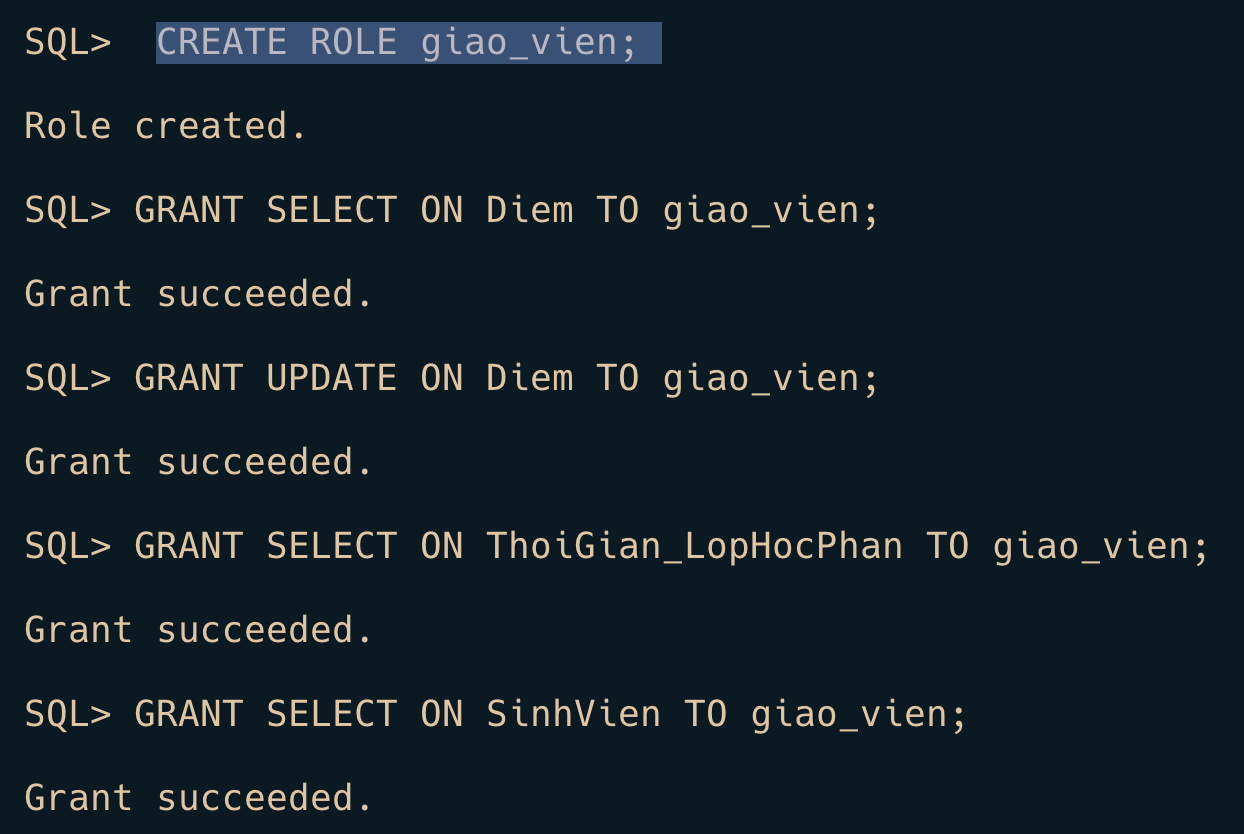 SQL>  CREATE ROLE giao_vien;
Role created.
SQL> GRANT SELECT ON Diem TO giao_vien;
Grant succeeded.
SQL> GRANT UPDATE ON Diem TO giao_vien;
Grant succeeded.
SQL> GRANT SELECT ON ThoiGian_LopHocPhan TO giao_vien;
Grant succeeded.
SQL> GRANT SELECT ON SinhVien TO giao_vien;
Grant succeeded.